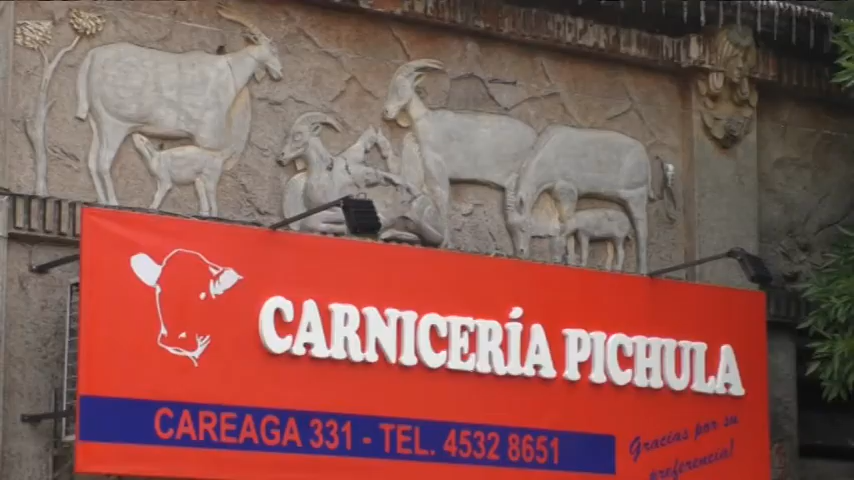 CARNICERÍA PICHULA
CAREAGA 331 - TEL. 4532 8651
Gracias por su
preferencia!